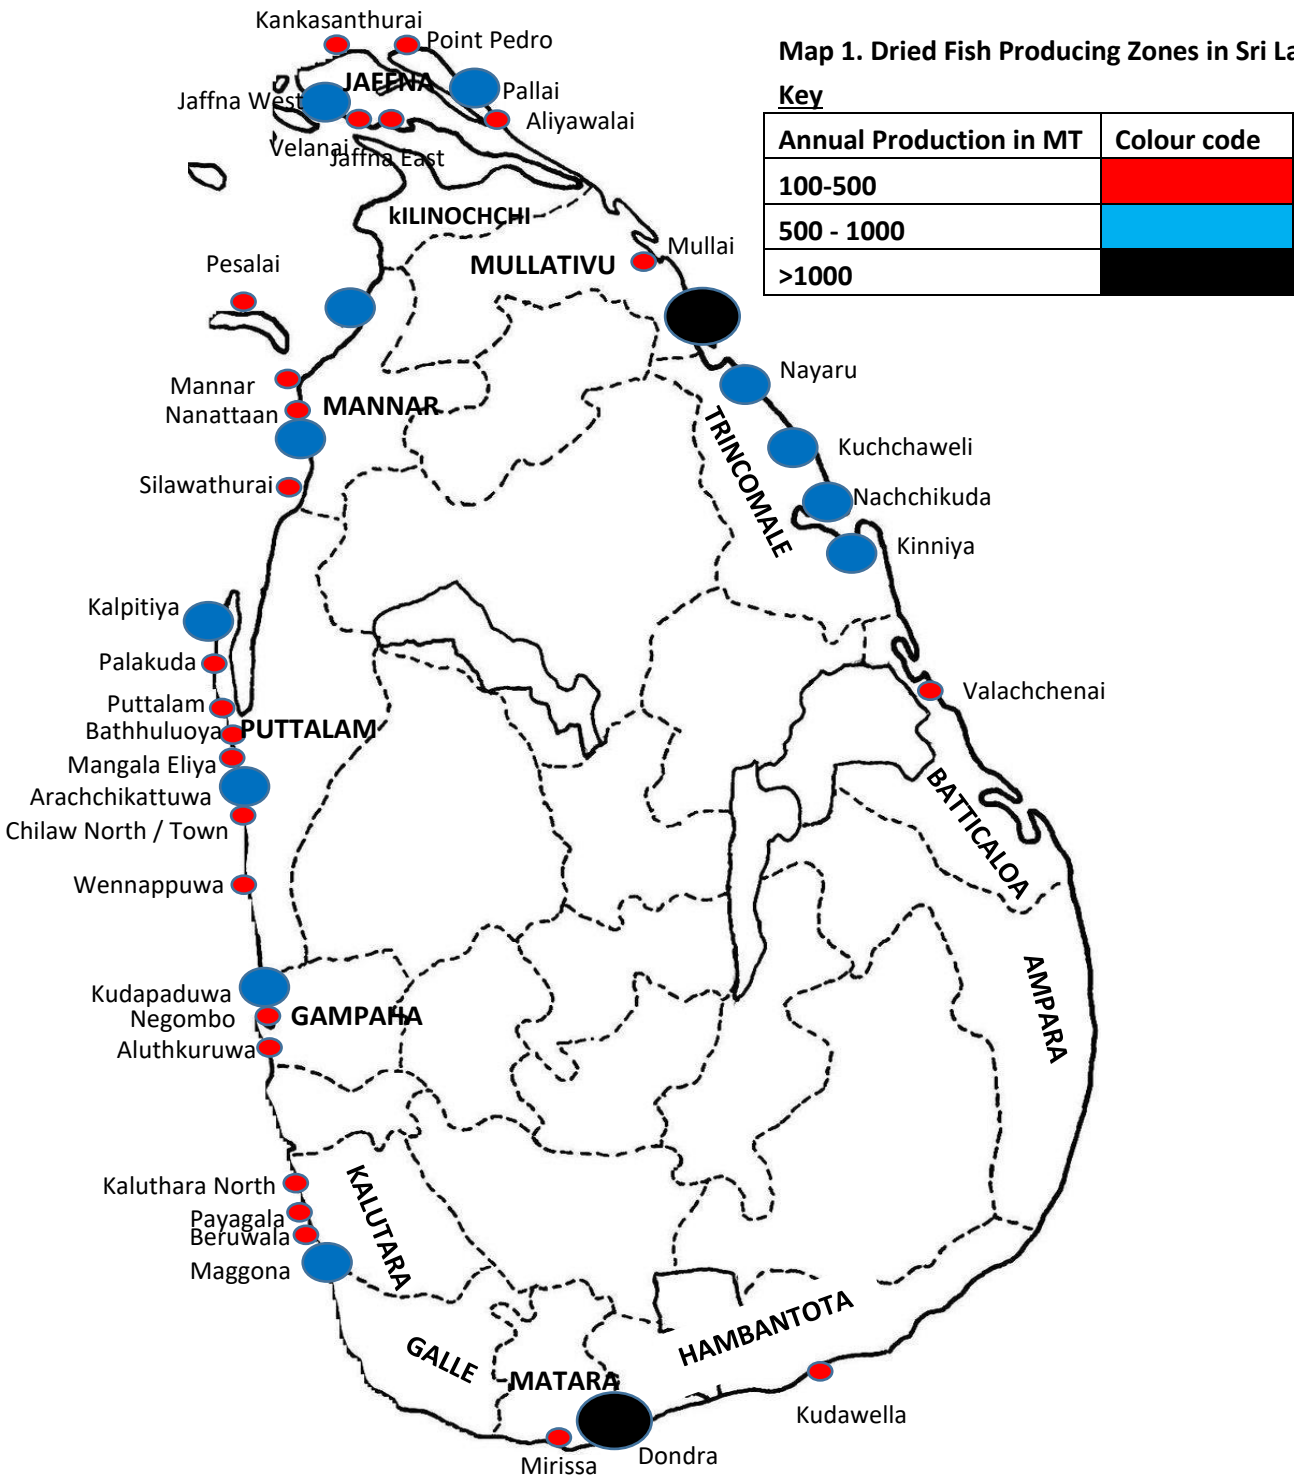 Kankasanthurai
Point Pedro
Map 1. Dried Fish Producing Zones in Sri La
Key
Annual Production in MT Colour code
100-500
500 - 1000
>1000
JAFFNA
Jaffna West
Pallai
Aliyawalai
Velanai
Jaffna East
kILINOCHCHI
Mullai
MULLATIVU
Pesalai
Nayaru
Mannar
Nanattaan
MANNAR
TRINCOMALE
Kuchchaweli
Silawathurai
Nachchikuda
Kinniya
Kalpitiya
Palakuda
Valachchenai
Puttalam
Bathhuluoya
PUTTALAM
Mangala Eliya
Arachchikattuwa
Chilaw North / Town
BATTICALOA
Wennappuwa
AMPARA
Kudapaduwa
Negombo
GAMPAHA
Aluthkuruwa
Kaluthara North
Payagala
Beruwala
KALUTARA
Maggona
HAMBANTOTA
GALLE
MATARA
Kudawella
Dondra
Mirissa